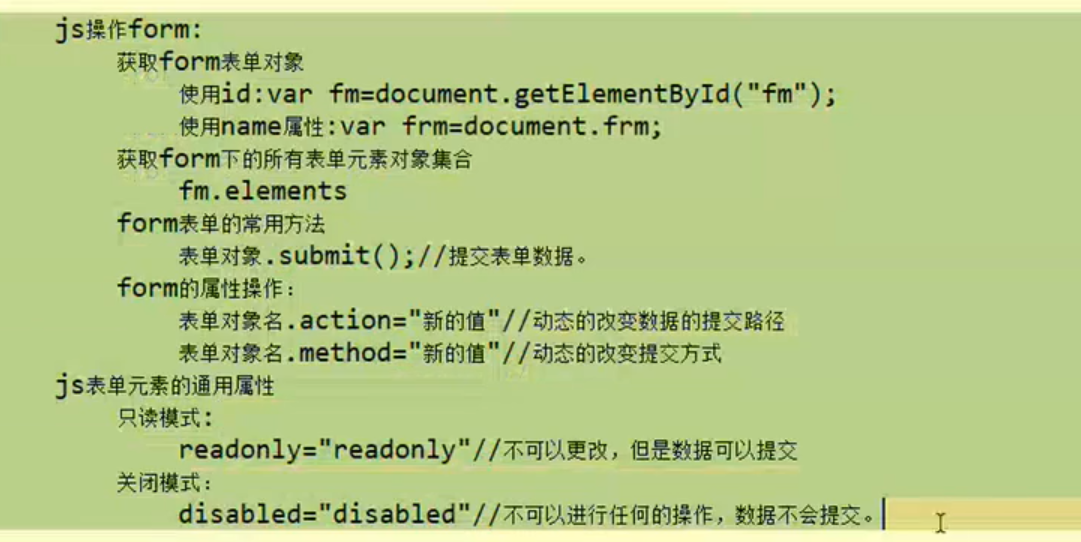 js操作form:
获取form表单对象
使用id:var fm=document.getElementById("fm");
使用name属性:var frm=document.frm;
获取form下的所有表单元素对象集合
fm.elements
form表单的常用方法
表单对象.submit();//提交表单数据。
form的属性操作:
表单对象名.action="新的值"//动态的改变数据的提交路径
表单对象名.method="新的值"//动态的改变提交方式
js表单元素的通用属性
只读模式:
readonly="readonly"//不可以更改，但是数据可以提交
关闭模式:
disabled="disabled"//不可以进行任何的操作，数据不会提交。